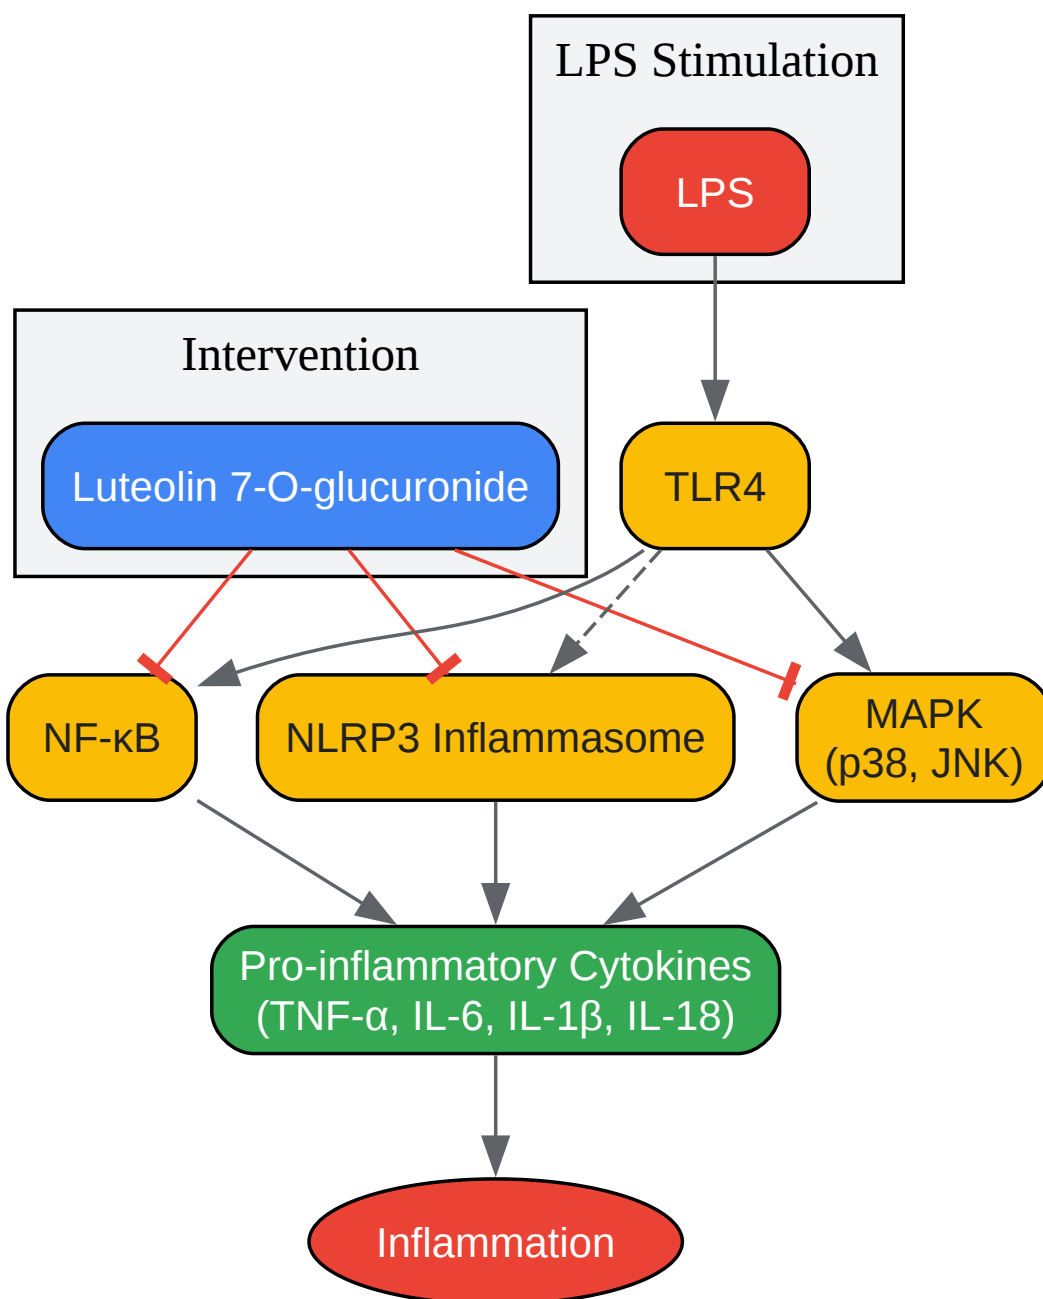 LPS Stimulation
LPS
Intervention
Luteolin 7-O-glucuronide
TLR4
NF-κB
NLRP3 Inflammasome
MAPK
(p38, JNK)
Pro-inflammatory Cytokines
(TNF-α, IL-6, IL-1β, IL-18)
Inflammation